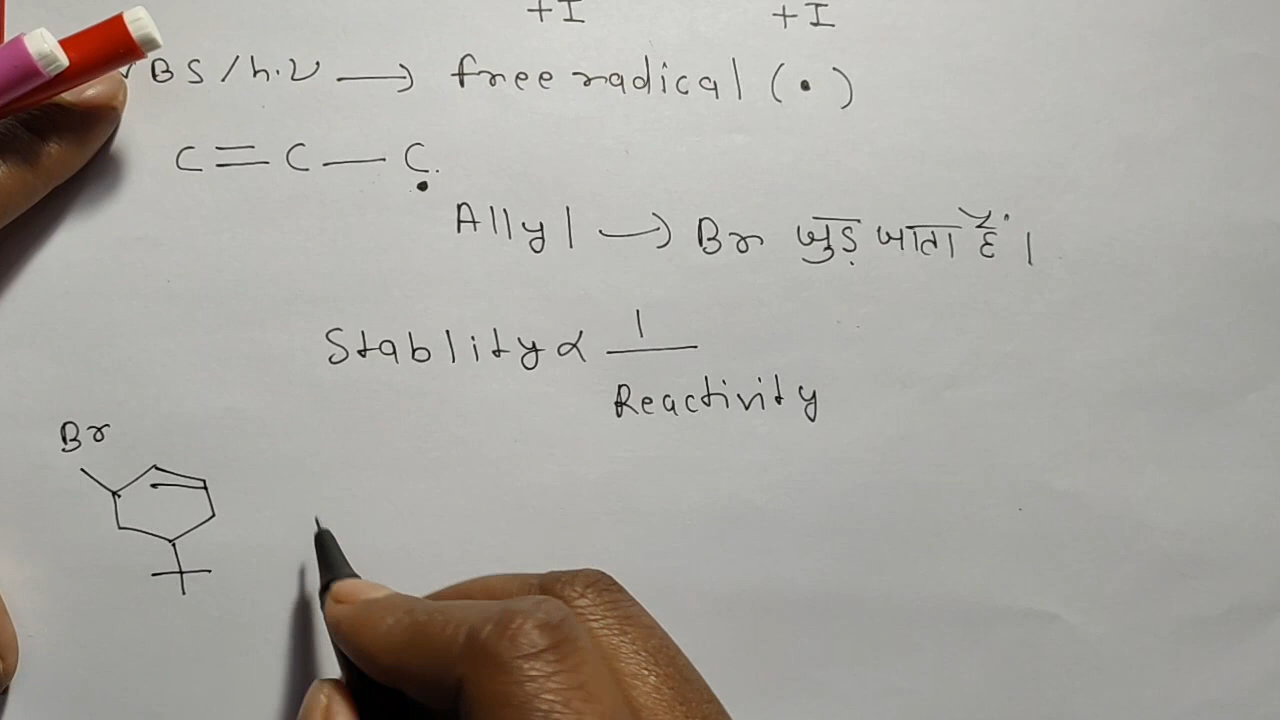 +I +I
BS/h.ν → free radical (•)
C=C—C.
Allyl → Br जुड़ जाता है।
Stablity ∝ 1
Reactivity
Br